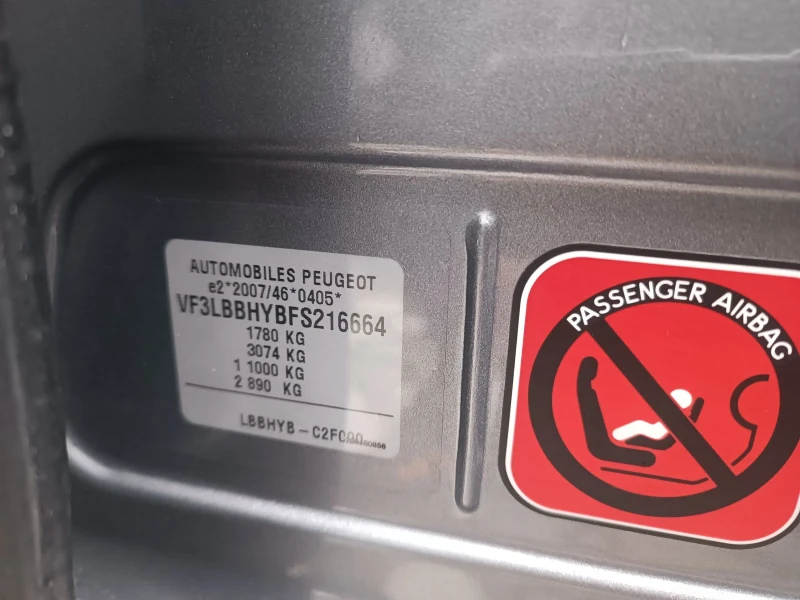 AUTOMOBILES PEUGEOT
e2*2007/46*0405*
VF3LBBHYBFS216664
1780 KG
3074 KG
1 1000 KG
2 890 KG
LBBHYB-C2FC00
PASSENGER AIRBAG